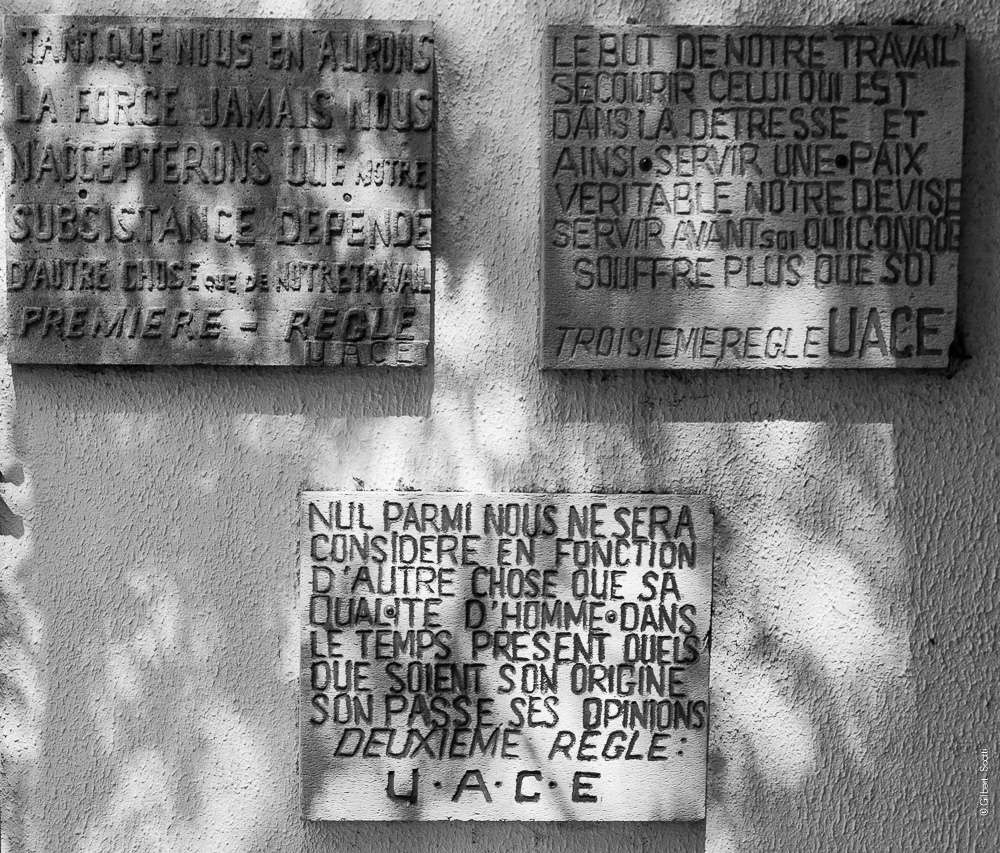 TANT QUE NOUS EN AURONS
LA FORCE JAMAIS NOUS
N'ACCEPTERONS QUE NOTRE
SUBSISTANCE DEPENDE
D'AUTRE CHOSE QUE DE NOTRE TRAVAIL
PREMIERE - REGLE
UACE
LE BUT DE NOTRE TRAVAIL
SECOURIR CELUI QUI EST
DANS LA DETRESSE ET
AINSI SERVIR UNE PAIX
VERITABLE NOTRE DEVISE
SERVIR AVANT SOI QUICONQUE
SOUFFRE PLUS QUE SOI
TROISIEME REGLE UACE
NUL PARMI NOUS NE SERA
CONSIDERE EN FONCTION
D'AUTRE CHOSE QUE SA
QUALITE D'HOMME DANS
LE TEMPS PRESENT QUELS
QUE SOIENT SON ORIGINE
SON PASSE SES OPINIONS
DEUXIEME REGLE:
U.A.C.E
© Gilbert Sociti